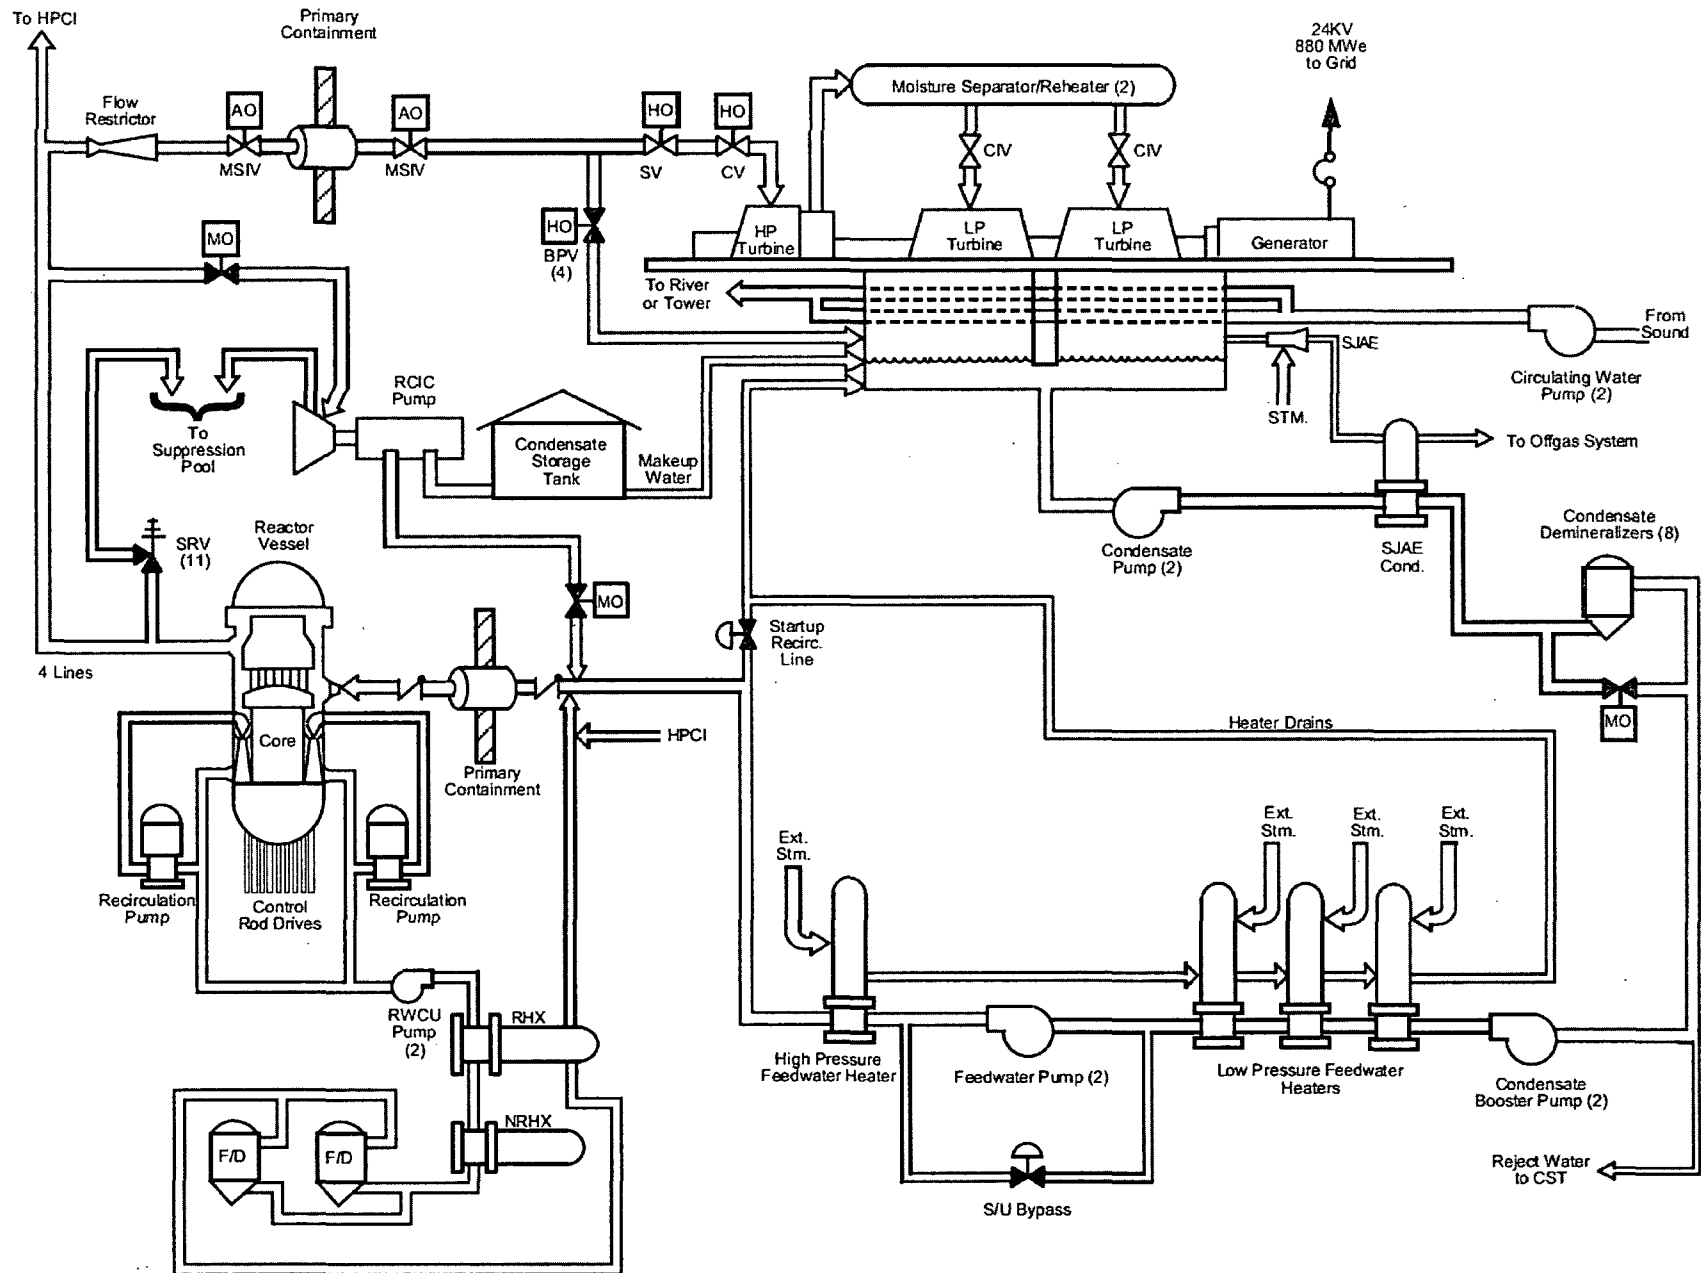 To HPCI
Primary
Containment
24KV
880 MWe
to Grid
Flow
Restrictor
AO
AO
HO
HO
Moisture Separator/Reheater (2)
MSIV
MSIV
SV
CV
CIV
CIV
MO
HO
BPV
(4)
HP
Turbine
LP
Turbine
LP
Turbine
Generator
To River
or Tower
From
Sound
SJAE
Circulating Water
Pump (2)
STM.
RCIC
Pump
To
Suppression
Pool
Condensate
Storage
Tank
Makeup
Water
To Offgas System
SRV
(11)
Reactor
Vessel
Condensate
Pump (2)
SJAE
Cond.
Condensate
Demineralizers (8)
MO
Startup
Recirc.
Line
4 Lines
Core
HPCI
Heater Drains
MO
Primary
Containment
Ext.
Stm.
Ext.
Stm.
Ext.
Stm.
Ext.
Stm.
Recirculation
Pump
Control
Rod Drives
Recirculation
Pump
RWCU
Pump
(2)
RHX
High Pressure
Feedwater Heater
Feedwater Pump (2)
Low Pressure Feedwater
Heaters
Condensate
Booster Pump (2)
NRHX
F/D
F/D
S/U Bypass
Reject Water
to CST